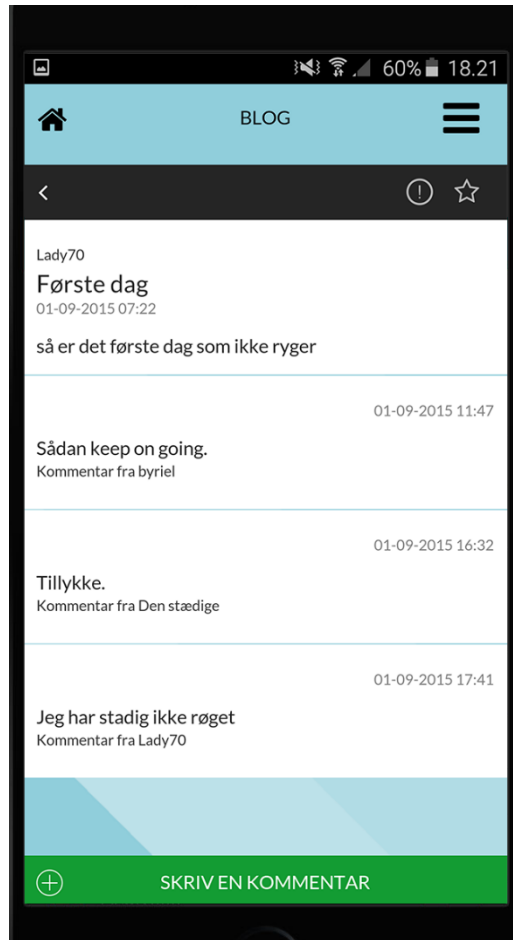 60% 18.21
BLOG
Lady70
Første dag
01-09-2015 07:22
så er det første dag som ikke ryger
01-09-2015 11:47
Sådan keep on going.
Kommentar fra byriel
01-09-2015 16:32
Tillykke.
Kommentar fra Den stædige
01-09-2015 17:41
Jeg har stadig ikke røget
Kommentar fra Lady70
SKRIV EN KOMMENTAR